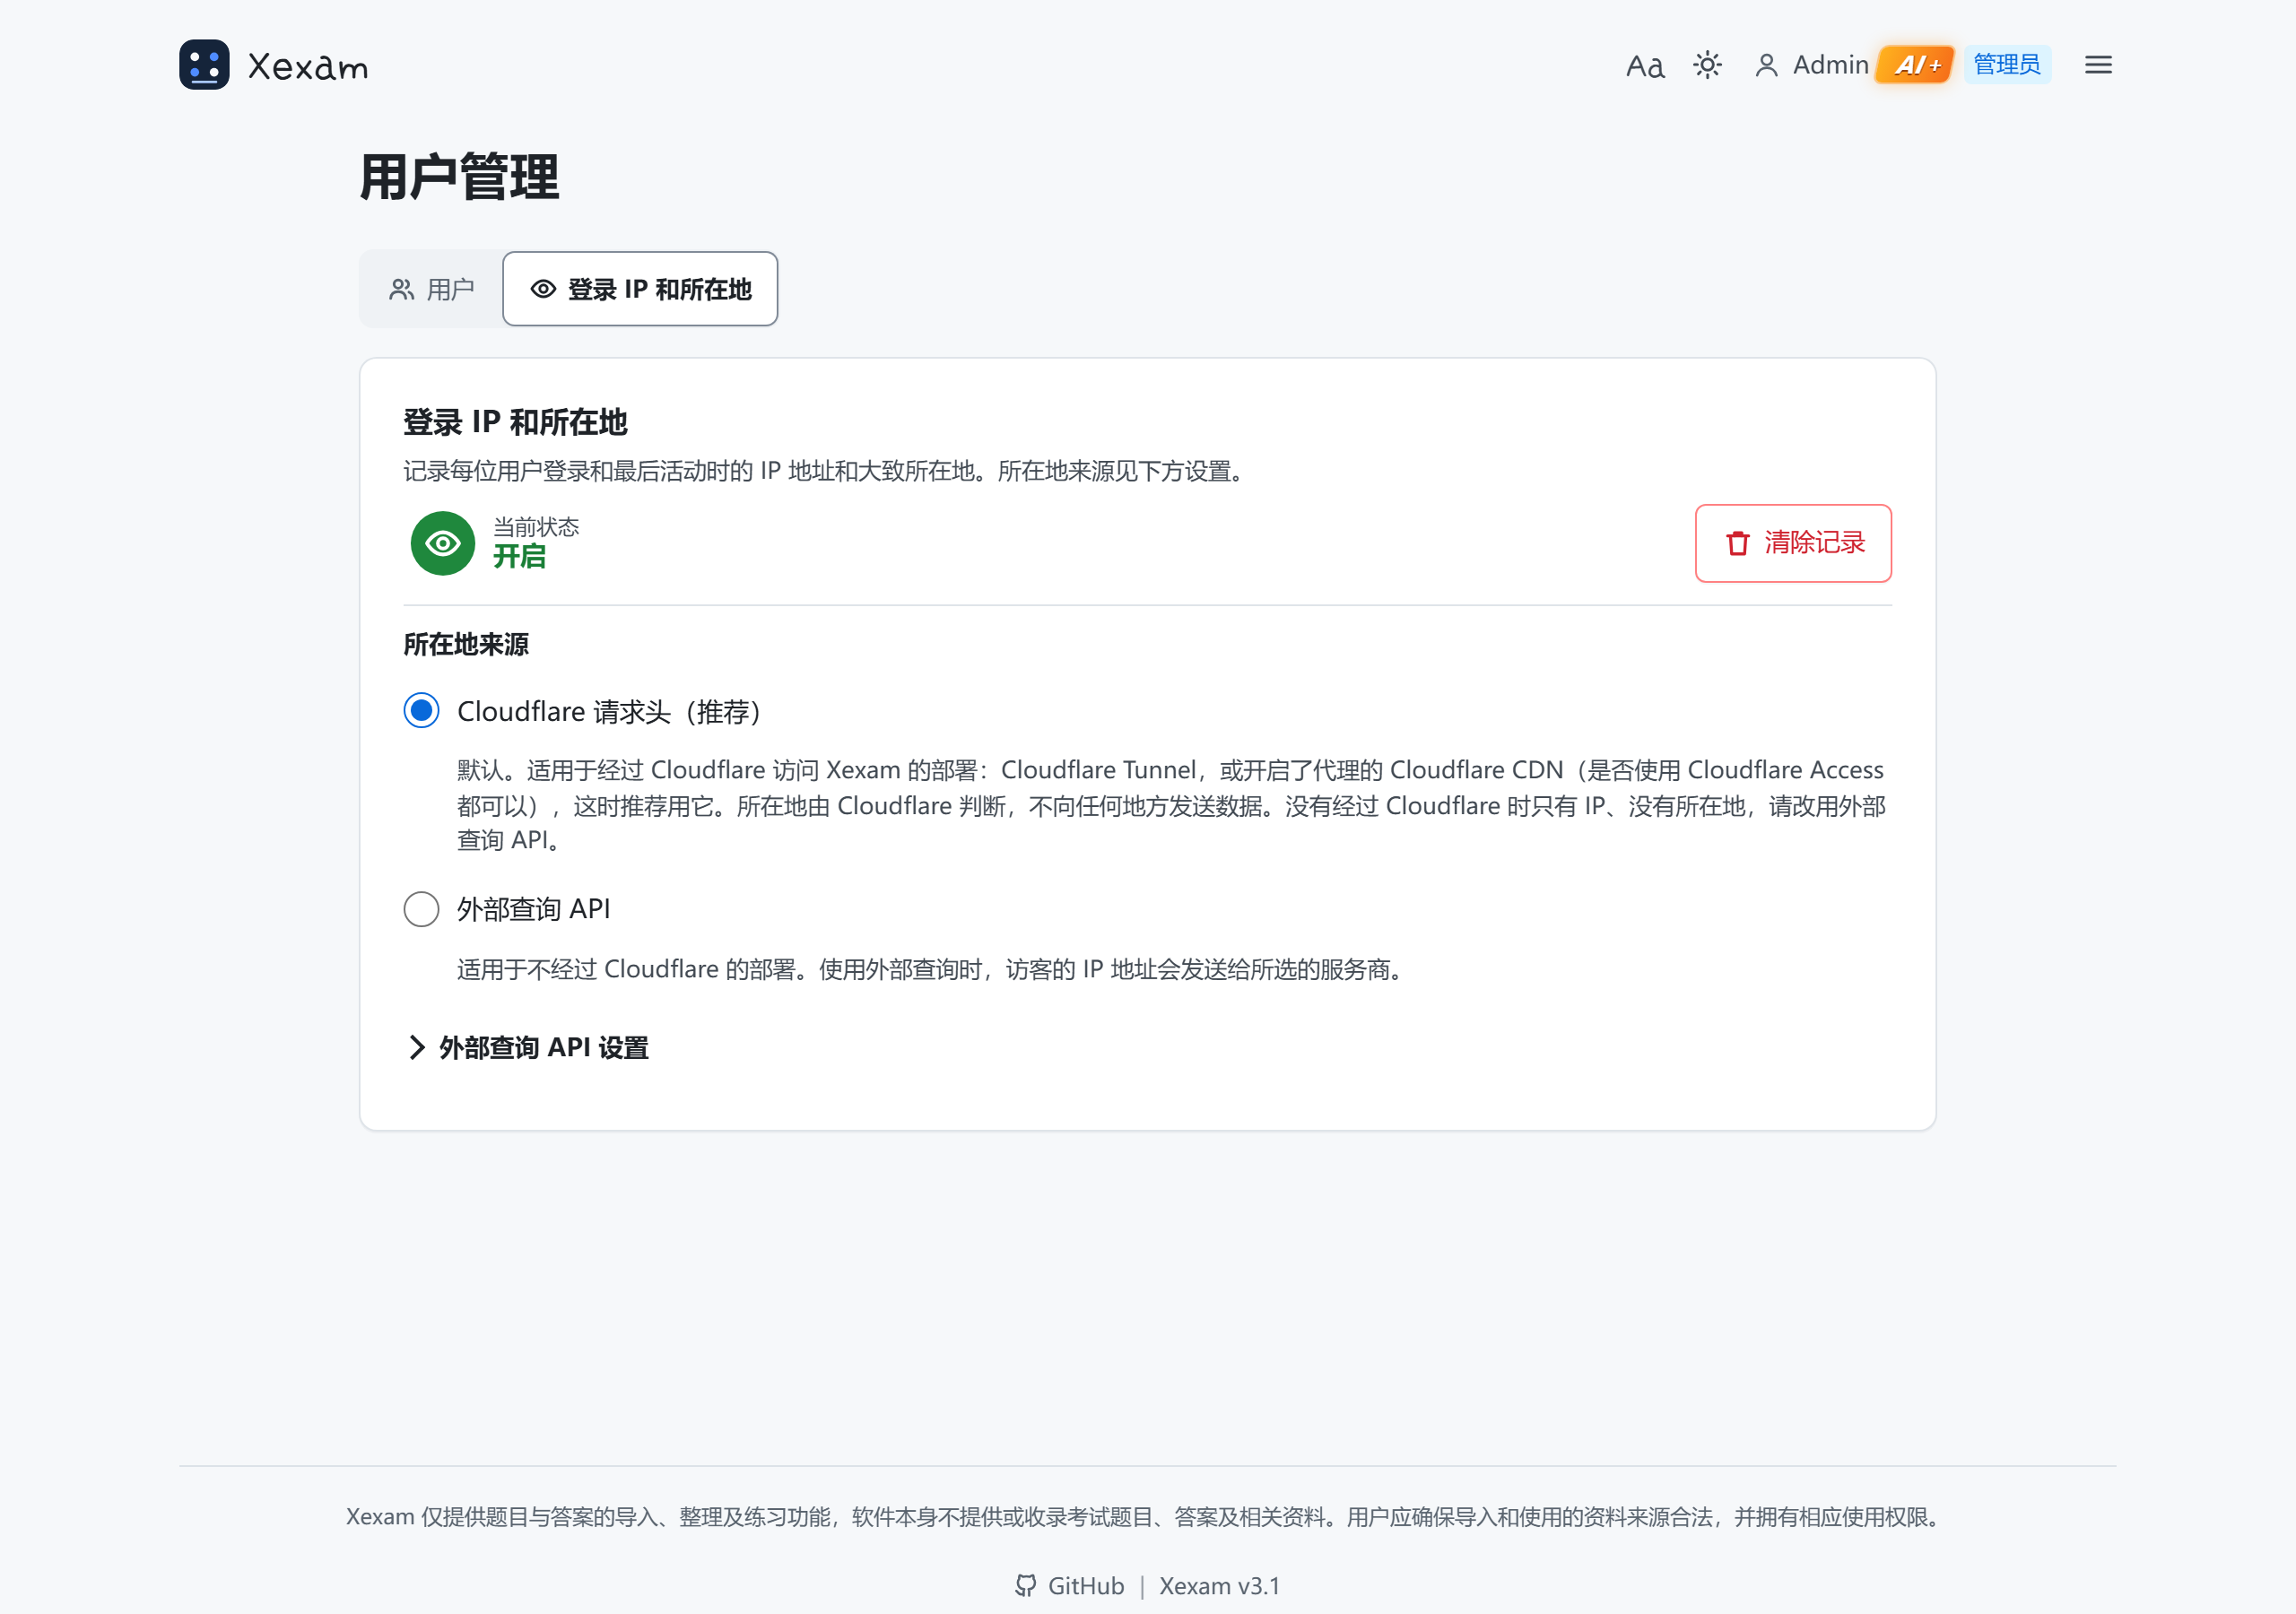 Xexam
Aa Admin AI+ 管理员
用户管理
用户 登录 IP 和所在地
登录 IP 和所在地
记录每位用户登录和最后活动时的 IP 地址和大致所在地。所在地来源见下方设置。
当前状态
开启
清除记录
所在地来源
Cloudflare 请求头（推荐）
默认。适用于经过 Cloudflare 访问 Xexam 的部署：Cloudflare Tunnel，或开启了代理的 Cloudflare CDN（是否使用 Cloudflare Access
都可以），这时推荐用它。所在地由 Cloudflare 判断，不向任何地方发送数据。没有经过 Cloudflare 时只有 IP、没有所在地，请改用外部
查询 API。
外部查询 API
适用于不经过 Cloudflare 的部署。使用外部查询时，访客的 IP 地址会发送给所选的服务商。
外部查询 API 设置
Xexam 仅提供题目与答案的导入、整理及练习功能，软件本身不提供或收录考试题目、答案及相关资料。用户应确保导入和使用的资料来源合法，并拥有相应使用权限。
GitHub | Xexam v3.1